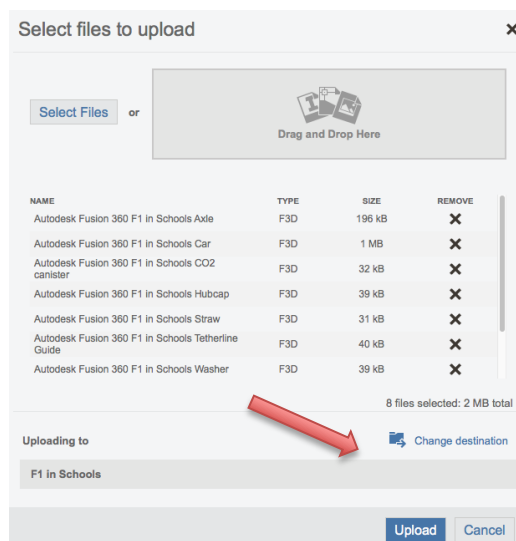 Select files to upload
Select Files or
Drag and Drop Here
NAME TYPE SIZE REMOVE
Autodesk Fusion 360 F1 in Schools Axle F3D 196 kB
Autodesk Fusion 360 F1 in Schools Car F3D 1 MB
Autodesk Fusion 360 F1 in Schools CO2
canister F3D 32 kB
Autodesk Fusion 360 F1 in Schools Hubcap F3D 39 kB
Autodesk Fusion 360 F1 in Schools Straw F3D 31 kB
Autodesk Fusion 360 F1 in Schools Tetherline
Guide F3D 40 kB
Autodesk Fusion 360 F1 in Schools Washer F3D 39 kB
8 files selected: 2 MB total
Uploading to Change destination
F1 in Schools
Upload Cancel